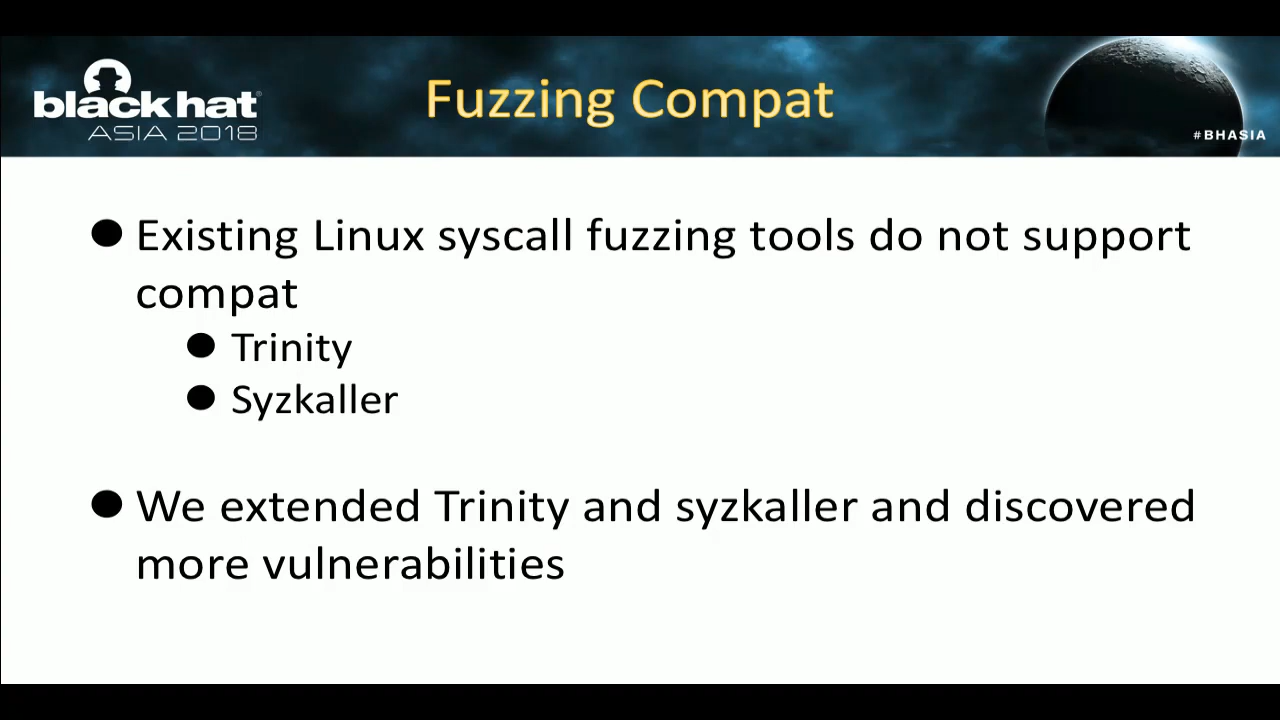 black hat®
ASIA 2018
Fuzzing Compat
#BHASIA
● Existing Linux syscall fuzzing tools do not support
compat
● Trinity
● Syzkaller
● We extended Trinity and syzkaller and discovered
more vulnerabilities